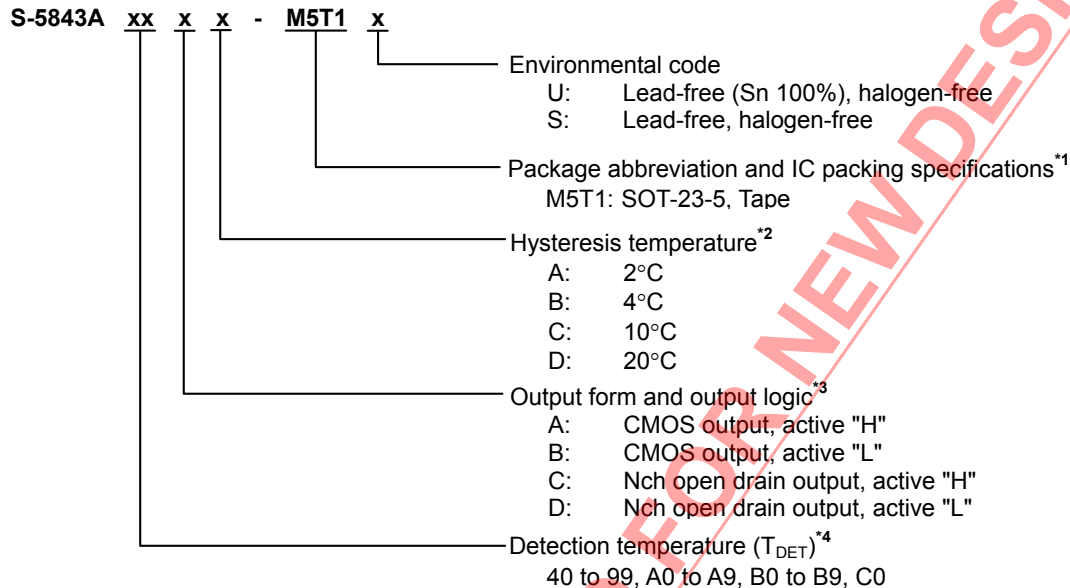 S-5843A xx x x - M5T1 x
Environmental code
U: Lead-free (Sn 100%), halogen-free
S: Lead-free, halogen-free
Package abbreviation and IC packing specifications*1
M5T1: SOT-23-5, Tape
Hysteresis temperature*2
A: 2°C
B: 4°C
C: 10°C
D: 20°C
Output form and output logic*3
A: CMOS output, active "H"
B: CMOS output, active "L"
C: Nch open drain output, active "H"
D: Nch open drain output, active "L"
Detection temperature (TDET)*4
40 to 99, A0 to A9, B0 to B9, C0
FOR NEW DES